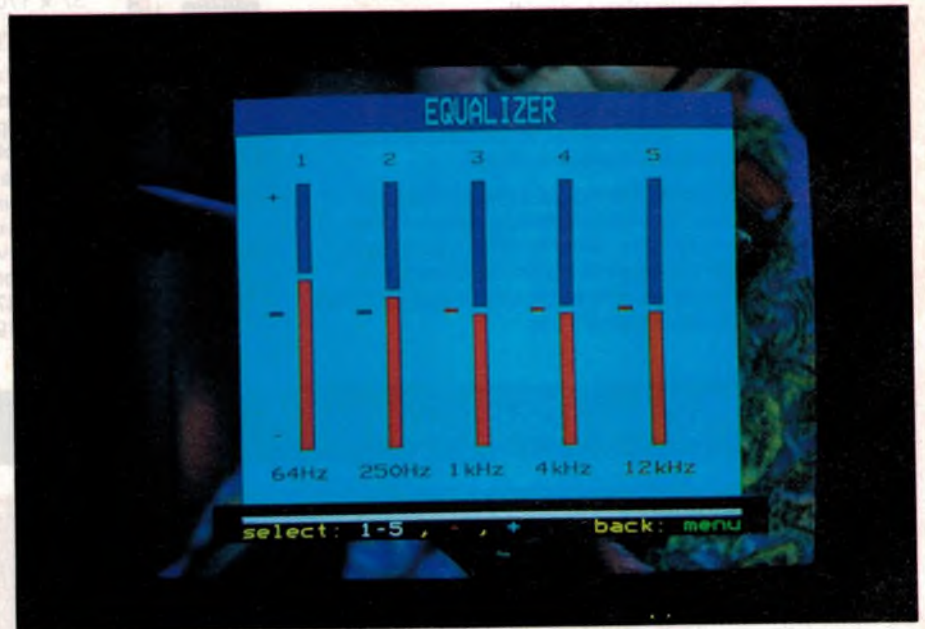 EQUALIZER
1 2 3 4 5
+
-
64Hz 250Hz 1kHz 4kHz 12kHz
select: 1-5 , - , + back: menu